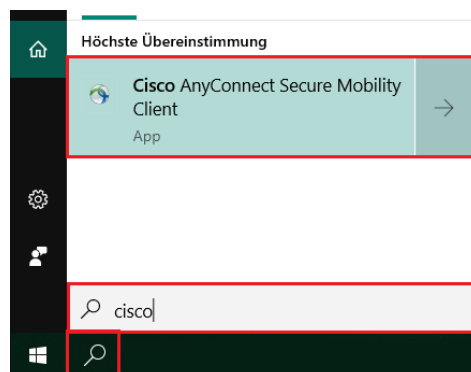 Höchste Übereinstimmung
Cisco AnyConnect Secure Mobility
Client
App
cisco